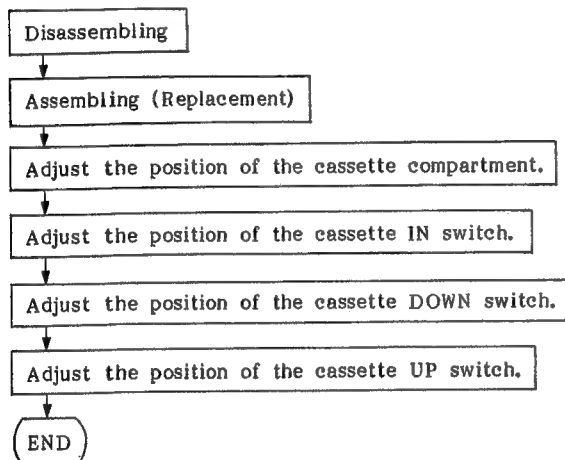 Disassembling
Assembling (Replacement)
Adjust the position of the cassette compartment.
Adjust the position of the cassette IN switch.
Adjust the position of the cassette DOWN switch.
Adjust the position of the cassette UP switch.
END